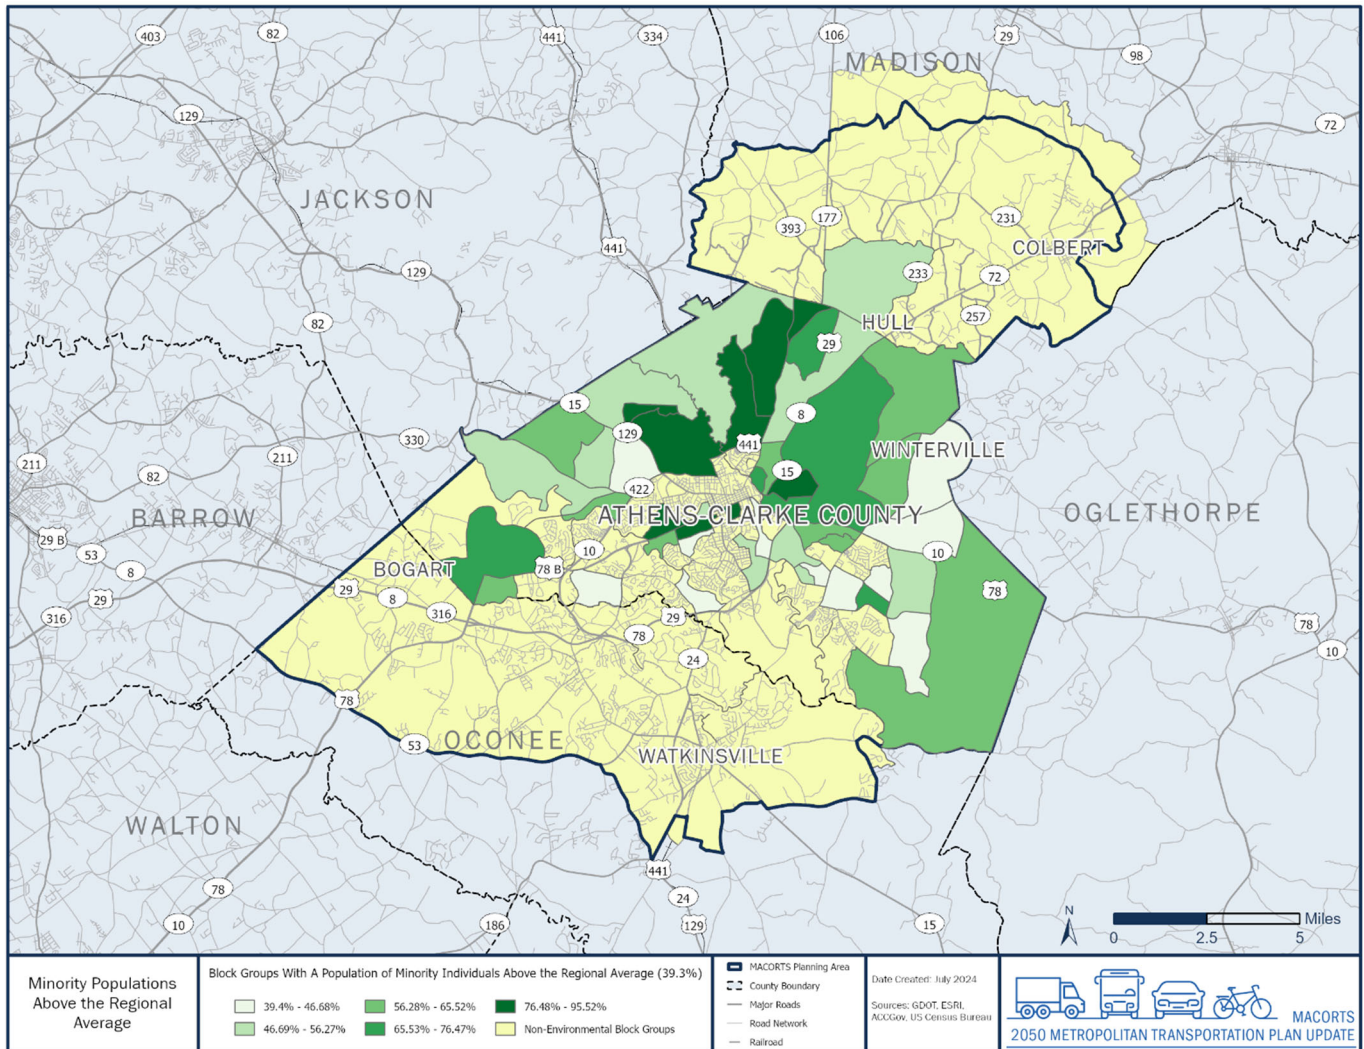 403
82
441
334
106
29
98
MADISON
129
72
JACKSON
393
177
231
441
COLBERT
129
233
72
82
257
HULL
29
15
8
129
330
441
211
211
WINTERVILLE
82
15
422
BARROW
ATHENS-CLARKE COUNTY
OGLETHORPE
29 B
53
10
10
8
BOGART
78 B
29
29
8
78
316
316
29
78
78
24
10
78
53
OCONEE
WATKINSVILLE
WALTON
441
78
24
10
186
129
15
N
Miles
0
2.5
5
Minority Populations
Above the Regional
Average
Block Groups With A Population of Minority Individuals Above the Regional Average (39.3%)
39.4% - 46.68%
56.28% - 65.52%
76.48% - 95.52%
46.69% - 56.27%
65.53% - 76.47%
Non-Environmental Block Groups
MACORTS Planning Area
County Boundary
Major Roads
Road Network
Railroad
Date Created: July 2024
Sources: GDOT, ESRI,
ACCGov, US Census Bureau
MACORTS
2050 METROPOLITAN TRANSPORTATION PLAN UPDATE